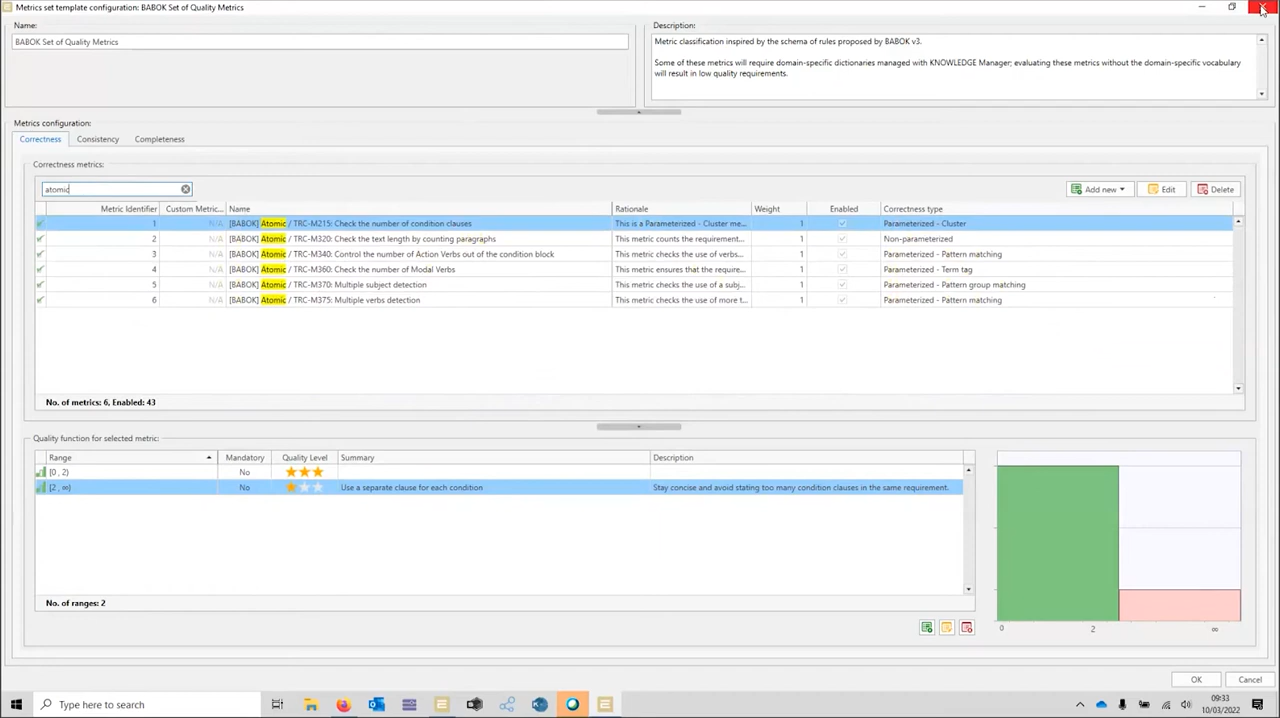 Metrics set template configuration: BABOK Set of Quality Metrics
Name:
BABOK Set of Quality Metrics
Description:
Metric classification inspired by the schema of rules proposed by BABOK v3.
Some of these metrics will require domain-specific dictionaries managed with KNOWLEDGE Manager; evaluating these metrics without the domain-specific vocabulary
will result in low quality requirements.
Metrics configuration:
Correctness Consistency Completeness
Correctness metrics:
atomic
Add new Edit Delete
Metric Identifier Custom Metric... Name Rationale Weight Enabled Correctness type
1 N/A [BABOK] Atomic / TRC-M215: Check the number of condition clauses This is a Parameterized - Cluster me... 1 Parameterized - Cluster
2 N/A [BABOK] Atomic / TRC-M320: Check the text length by counting paragraphs This metric counts the requirement... 1 Non-parameterized
3 N/A [BABOK] Atomic / TRC-M340: Control the number of Action Verbs out of the condition block This metric checks the use of verbs... 1 Parameterized - Pattern matching
4 N/A [BABOK] Atomic / TRC-M360: Check the number of Modal Verbs This metric ensures that the require... 1 Parameterized - Term tag
5 N/A [BABOK] Atomic / TRC-M370: Multiple subject detection This metric checks the use of a subj... 1 Parameterized - Pattern group matching
6 N/A [BABOK] Atomic / TRC-M375: Multiple verbs detection This metric checks the use of more t... 1 Parameterized - Pattern matching
No. of metrics: 6, Enabled: 43
Quality function for selected metric:
Range Mandatory Quality Level Summary Description
[0 , 2) No
[2 , ∞) No Use a separate clause for each condition Stay concise and avoid stating too many condition clauses in the same requirement.
No. of ranges: 2
0 2 ∞
OK Cancel
Type here to search
09:33
10/03/2022